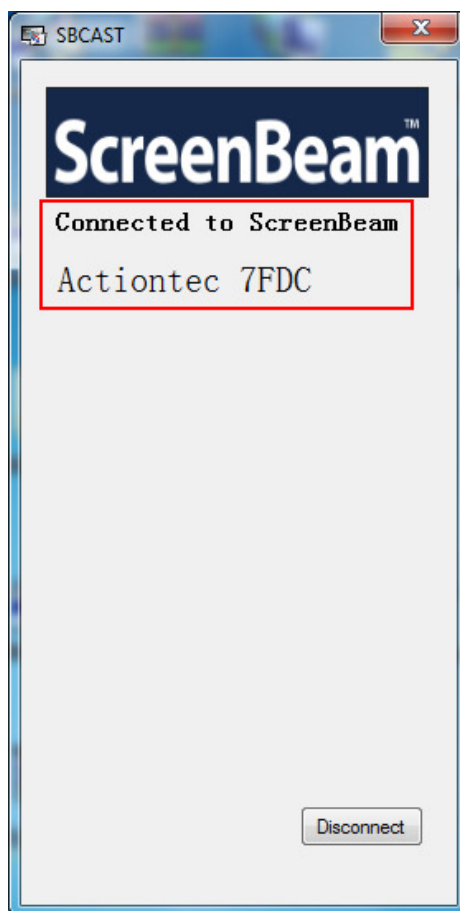 SBCAST
ScreenBeam™
Connected to ScreenBeam
Actiontec 7FDC
Disconnect